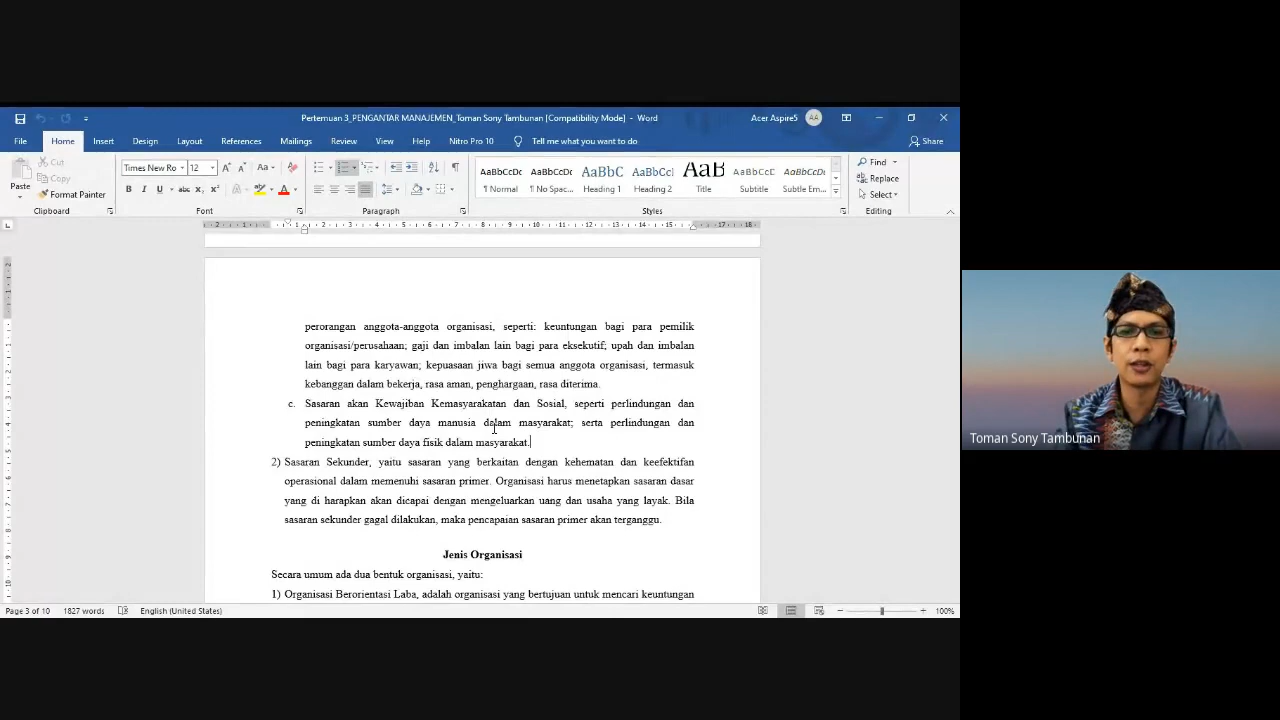 Pertemuan 3_PENGANTAR MANAJEMEN_Toman Sony Tambunan [Compatibility Mode] - Word
Acer Aspire5
AA
File Home Insert Design Layout References Mailings Review View Help Nitro Pro 10 Tell me what you want to do
Share
Paste
Cut
Copy
Format Painter
Times New Ro 12
AaBbCcDc AaBbCcDc AaBbC AaBbCcI AaB AaBbCcD AaBbCcDc
¶ Normal ¶ No Spac... Heading 1 Heading 2 Title Subtitle Subtle Em...
Find
Replace
Select
Clipboard Font Paragraph Styles Editing
perorangan anggota-anggota organisasi, seperti: keuntungan bagi para pemilik
organisasi/perusahaan; gaji dan imbalan lain bagi para eksekutif; upah dan imbalan
lain bagi para karyawan; kepuasaan jiwa bagi semua anggota organisasi, termasuk
kebanggan dalam bekerja, rasa aman, penghargaan, rasa diterima.
c. Sasaran akan Kewajiban Kemasyarakatan dan Sosial, seperti perlindungan dan
peningkatan sumber daya manusia dalam masyarakat; serta perlindungan dan
peningkatan sumber daya fisik dalam masyarakat.
2) Sasaran Sekunder, yaitu sasaran yang berkaitan dengan kehematan dan keefektifan
operasional dalam memenuhi sasaran primer. Organisasi harus menetapkan sasaran dasar
yang di harapkan akan dicapai dengan mengeluarkan uang dan usaha yang layak. Bila
sasaran sekunder gagal dilakukan, maka pencapaian sasaran primer akan terganggu.
Jenis Organisasi
Secara umum ada dua bentuk organisasi, yaitu:
1) Organisasi Berorientasi Laba, adalah organisasi yang bertujuan untuk mencari keuntungan
Page 3 of 10 1827 words English (United States)
100%
Toman Sony Tambunan